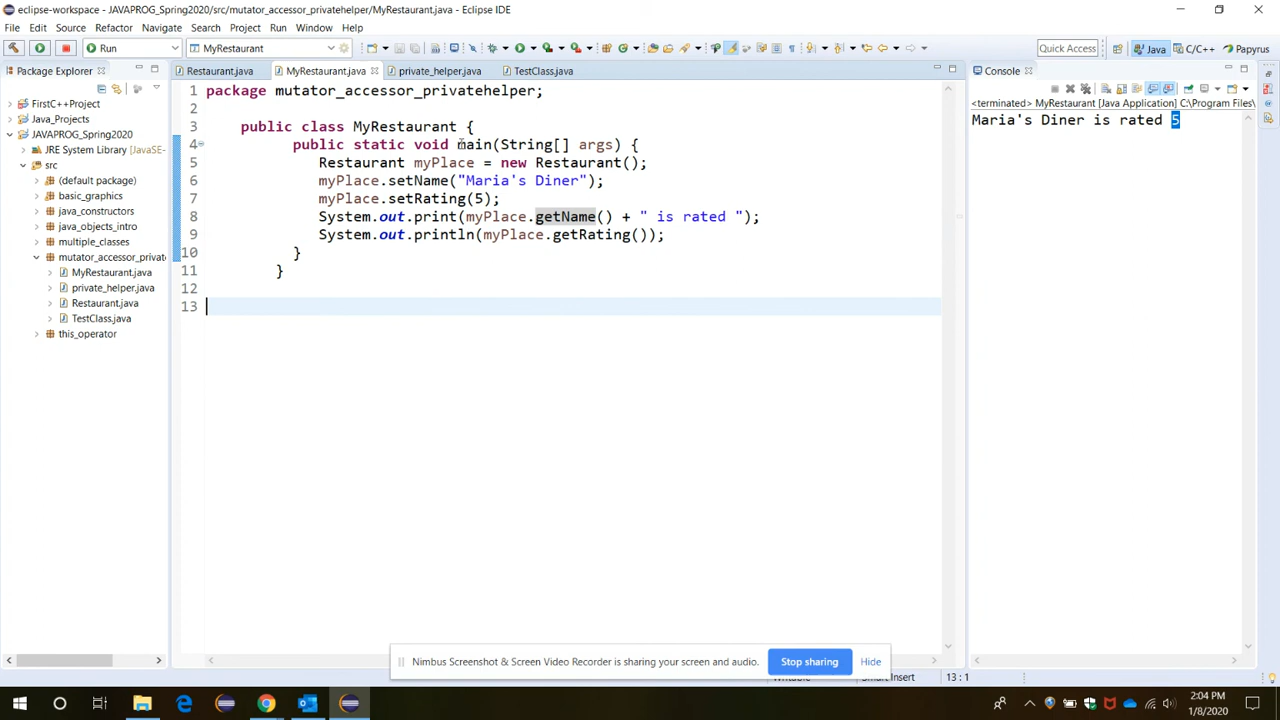 eclipse-workspace - JAVAPROG_Spring2020/src/mutator_accessor_privatehelper/MyRestaurant.java - Eclipse IDE
File Edit Source Refactor Navigate Search Project Run Window Help
Run MyRestaurant Quick Access Java C/C++ Papyrus
Package Explorer
FirstC++Project
Java_Projects
JAVAPROG_Spring2020
JRE System Library [JavaSE-
src
(default package)
basic_graphics
java_constructors
java_objects_intro
multiple_classes
mutator_accessor_privat
MyRestaurant.java
private_helper.java
Restaurant.java
TestClass.java
this_operator
Restaurant.java MyRestaurant.java private_helper.java TestClass.java
1 package mutator_accessor_privatehelper;
2
3 public class MyRestaurant {
4 public static void main(String[] args) {
5 Restaurant myPlace = new Restaurant();
6 myPlace.setName("Maria's Diner");
7 myPlace.setRating(5);
8 System.out.print(myPlace.getName() + " is rated ");
9 System.out.println(myPlace.getRating());
10 }
11 }
12
13
Console
<terminated> MyRestaurant [Java Application] C:\Program Files\
Maria's Diner is rated 5
Nimbus Screenshot & Screen Video Recorder is sharing your screen and audio. Stop sharing Hide
Writable Smart Insert 13 : 1
2:04 PM
1/8/2020